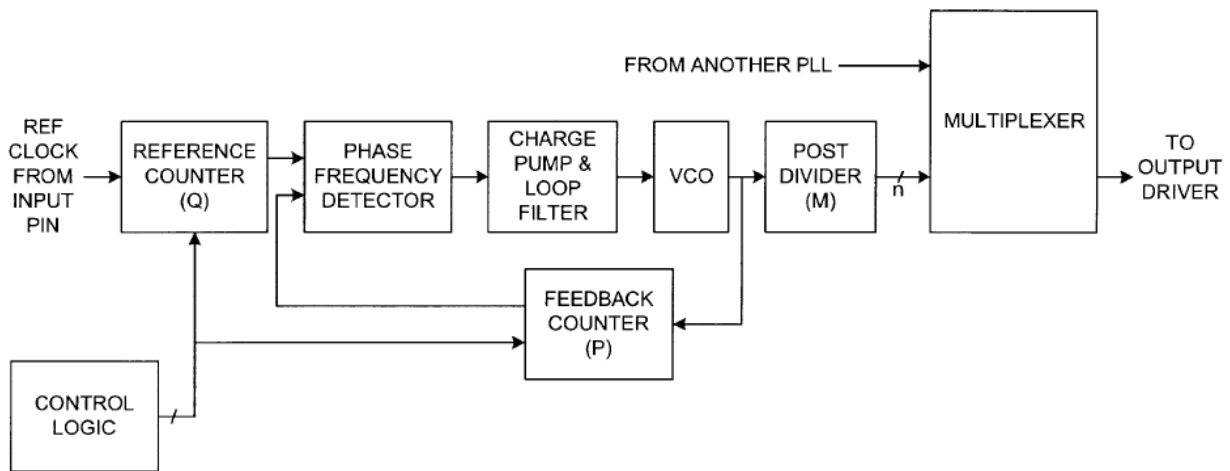 FROM ANOTHER PLL
MULTIPLEXER
REF
CLOCK
FROM
INPUT
PIN
REFERENCE
COUNTER
(Q)
PHASE
FREQUENCY
DETECTOR
CHARGE
PUMP &
LOOP
FILTER
VCO
POST
DIVIDER
(M)
n
TO
OUTPUT
DRIVER
FEEDBACK
COUNTER
(P)
CONTROL
LOGIC